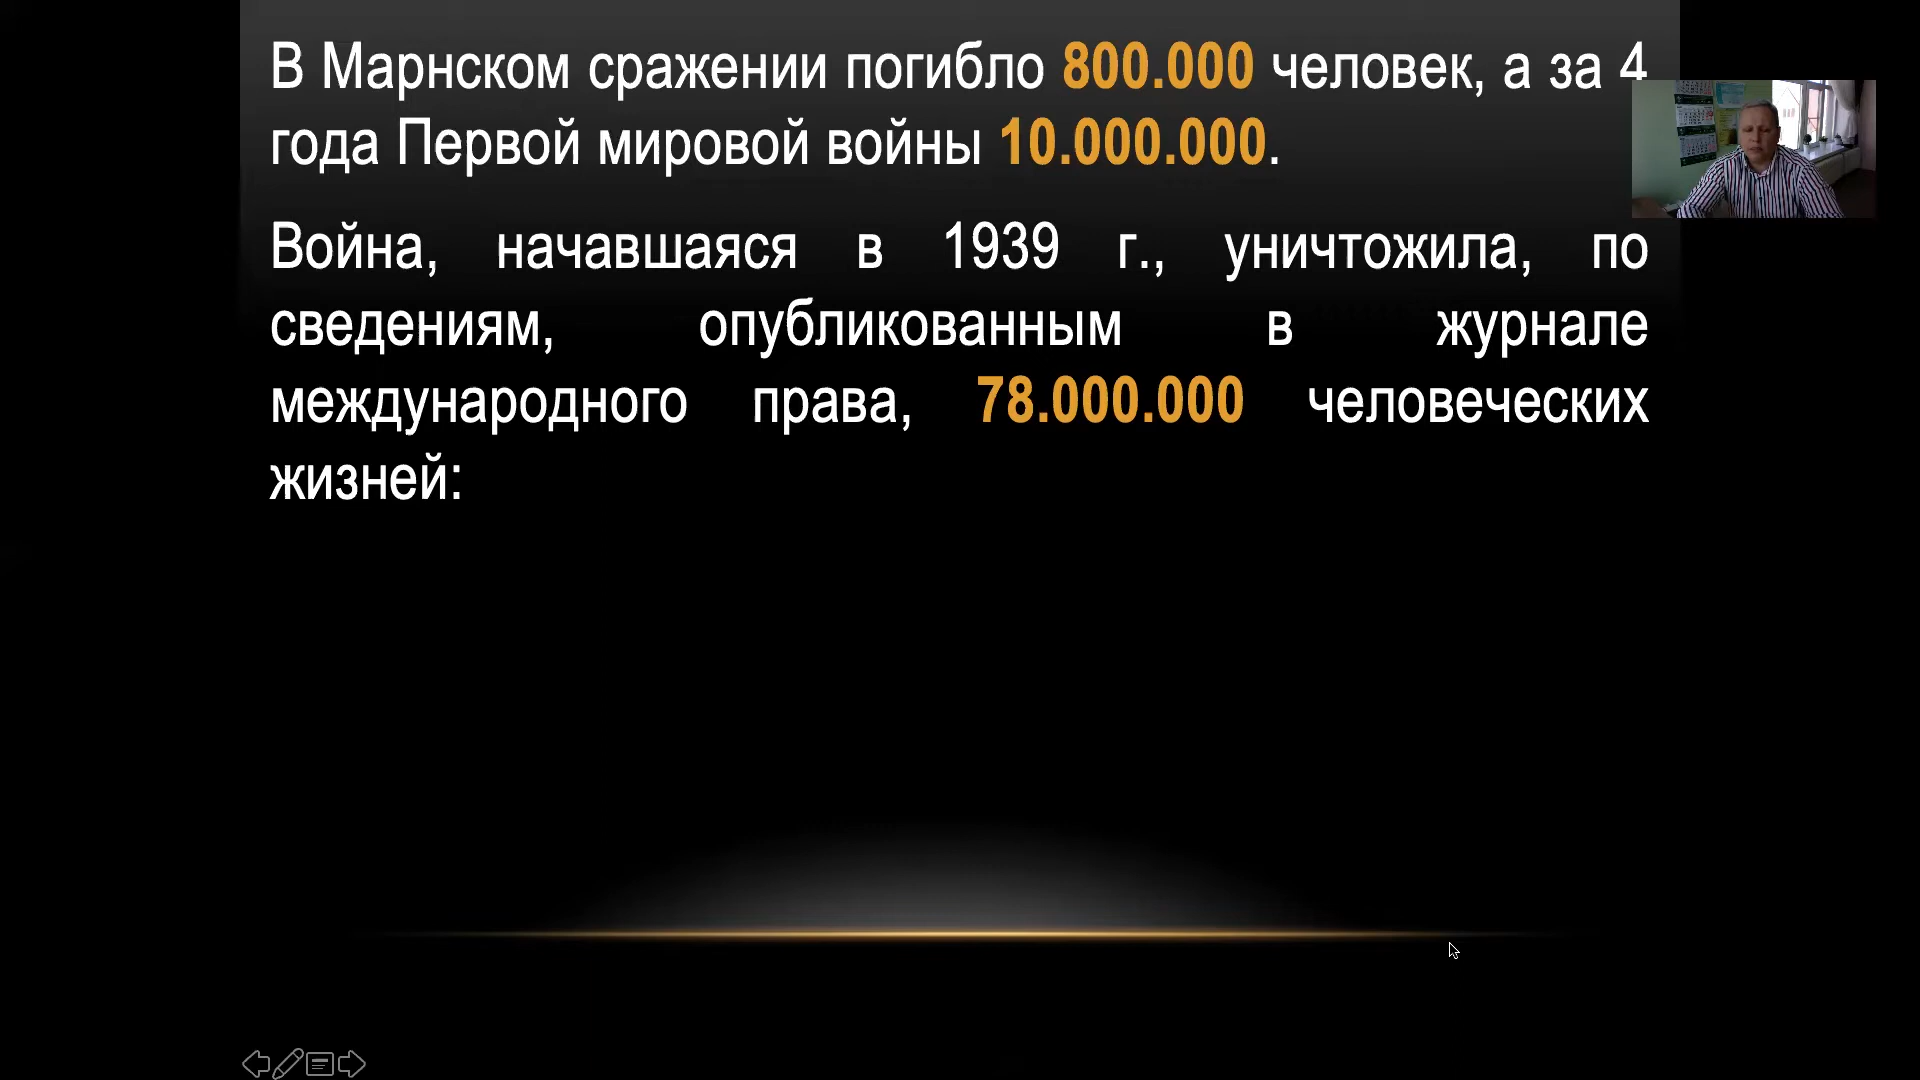 В Марнском сражении погибло 800.000 человек, а за 4
года Первой мировой войны 10.000.000.
Война, начавшаяся в 1939 г., уничтожила, по
сведениям, опубликованным в журнале
международного права, 78.000.000 человеческих
жизней: